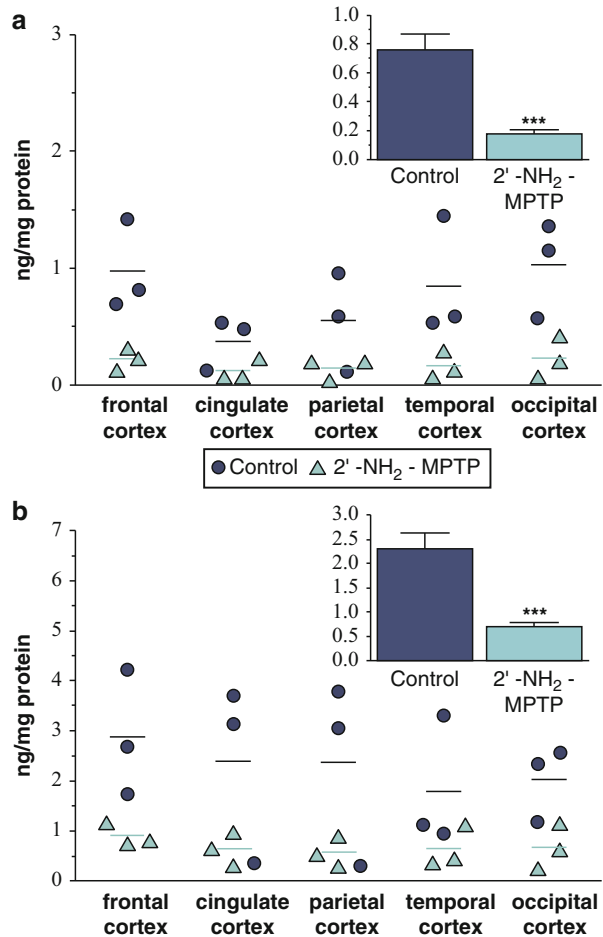 a
ng/mg protein
3
2
1
0
1.0
0.8
0.6
0.4
0.2
0.0
***
Control 2' -NH2 -
MPTP
frontal cingulate parietal temporal occipital
cortex cortex cortex cortex cortex
Control 2' -NH2 - MPTP
b
ng/mg protein
7
6
5
4
3
2
1
0
3.0
2.5
2.0
1.5
1.0
0.5
0.0
***
Control 2' -NH2 -
MPTP
frontal cingulate parietal temporal occipital
cortex cortex cortex cortex cortex